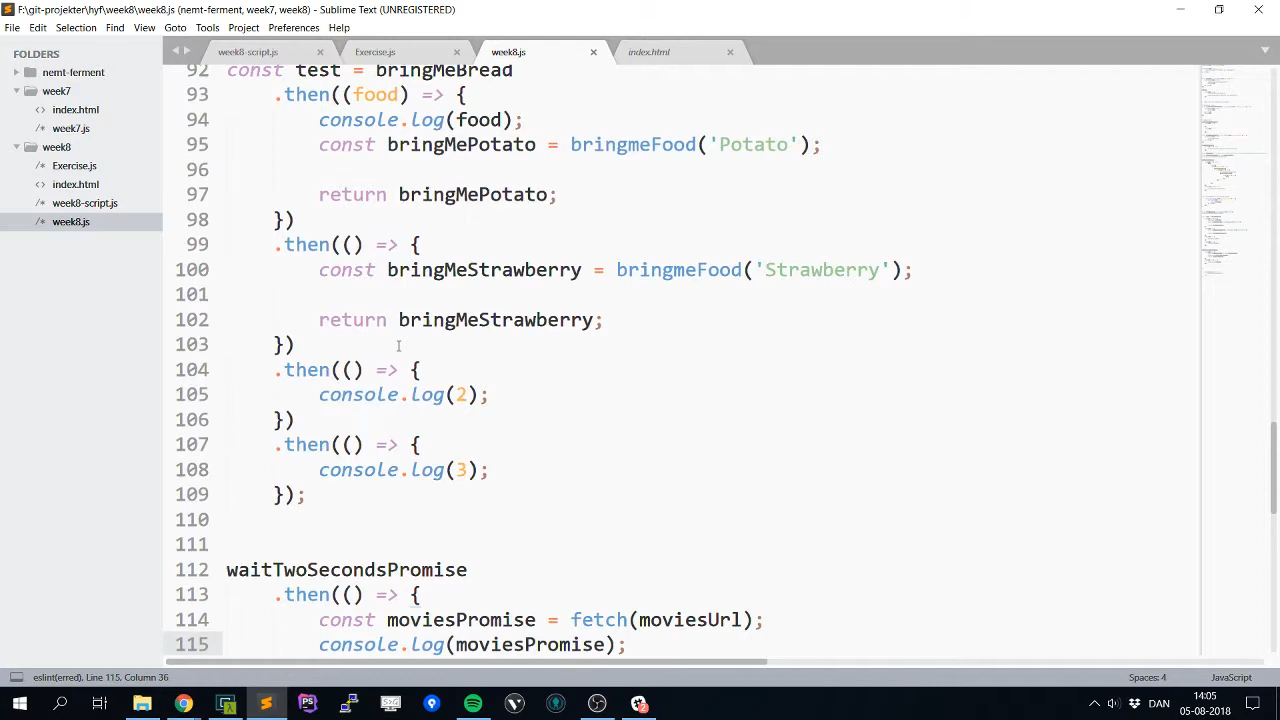 F:\git-projekter\hyf\week8\week8.js (nemt-ferment, week7, week8) - Sublime Text (UNREGISTERED)
File Edit Selection Find View Goto Tools Project Preferences Help
FOLDERS
nemt-ferment
week7
index.html
week7.js
week8
Exercise.js
index.html
week8-script.js
week8.js
week8-script.js
Exercise.js
week8.js
index.html
92 const test = bringMeBread
93 .then((food) => {
94 console.log(food);
95 const bringMePotato = bringmeFood('Potato');
96
97 return bringMePotato;
98 })
99 .then(() => {
100 const bringMeStrawberry = bringmeFood('Strawberry');
101
102 return bringMeStrawberry;
103 })
104 .then(() => {
105 console.log(2);
106 })
107 .then(() => {
108 console.log(3);
109 });
110
111
112 waitTwoSecondsPromise
113 .then(() => {
114 const moviesPromise = fetch(moviesUrl);
115 console.log(moviesPromise);
Line 115, Column 36
Spaces: 4
JavaScript
DAN
14:05
05-08-2018